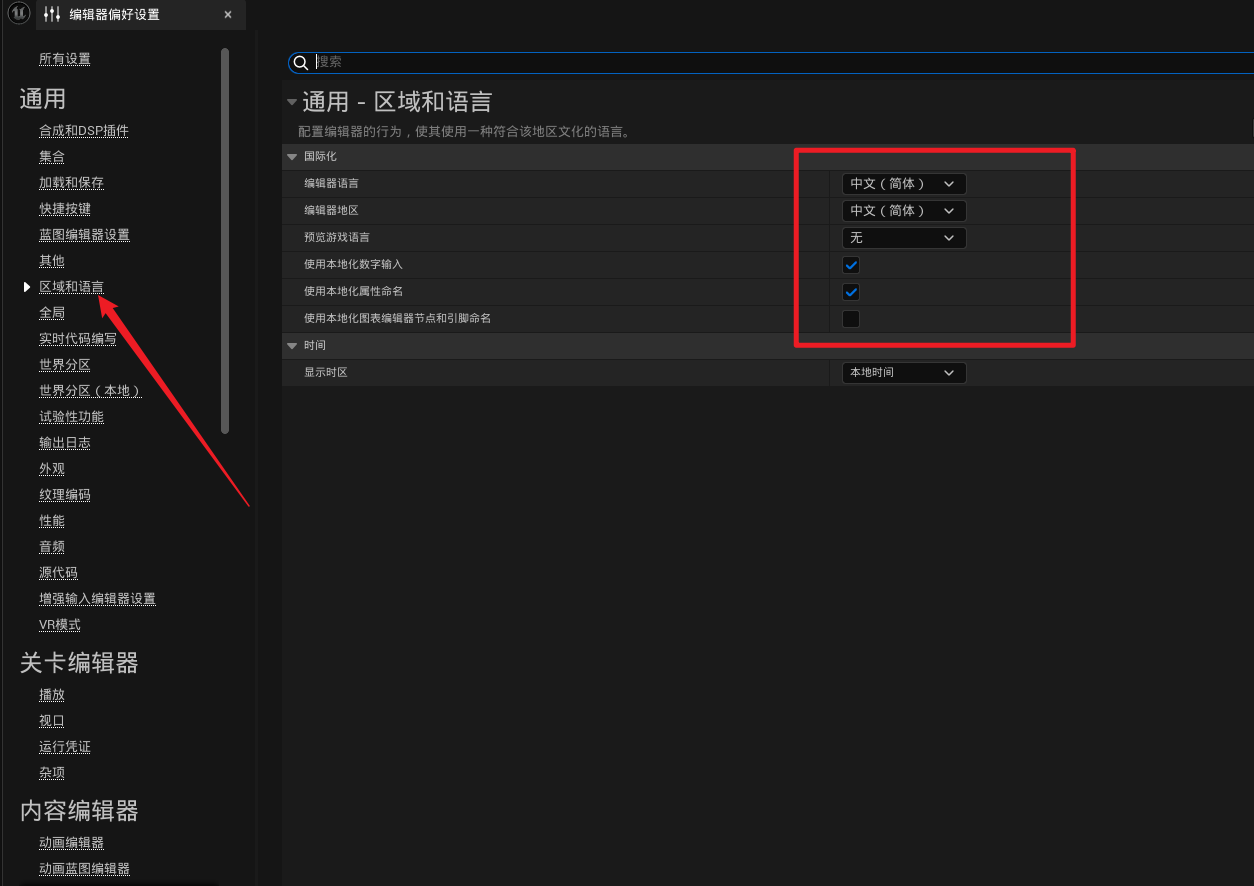 编辑器偏好设置
所有设置
通用
合成和DSP插件
集合
加载和保存
快捷按键
蓝图编辑器设置
其他
区域和语言
全局
实时代码编写
世界分区
世界分区（本地）
试验性功能
输出日志
外观
纹理编码
性能
音频
源代码
增强输入编辑器设置
VR模式
关卡编辑器
播放
视口
运行凭证
杂项
内容编辑器
动画编辑器
动画蓝图编辑器
搜索
通用 - 区域和语言
配置编辑器的行为，使其使用一种符合该地区文化的语言。
国际化
编辑器语言 中文（简体）
编辑器地区 中文（简体）
预览游戏语言 无
使用本地化数字输入
使用本地化属性命名
使用本地化图表编辑器节点和引脚命名
时间
显示时区 本地时间